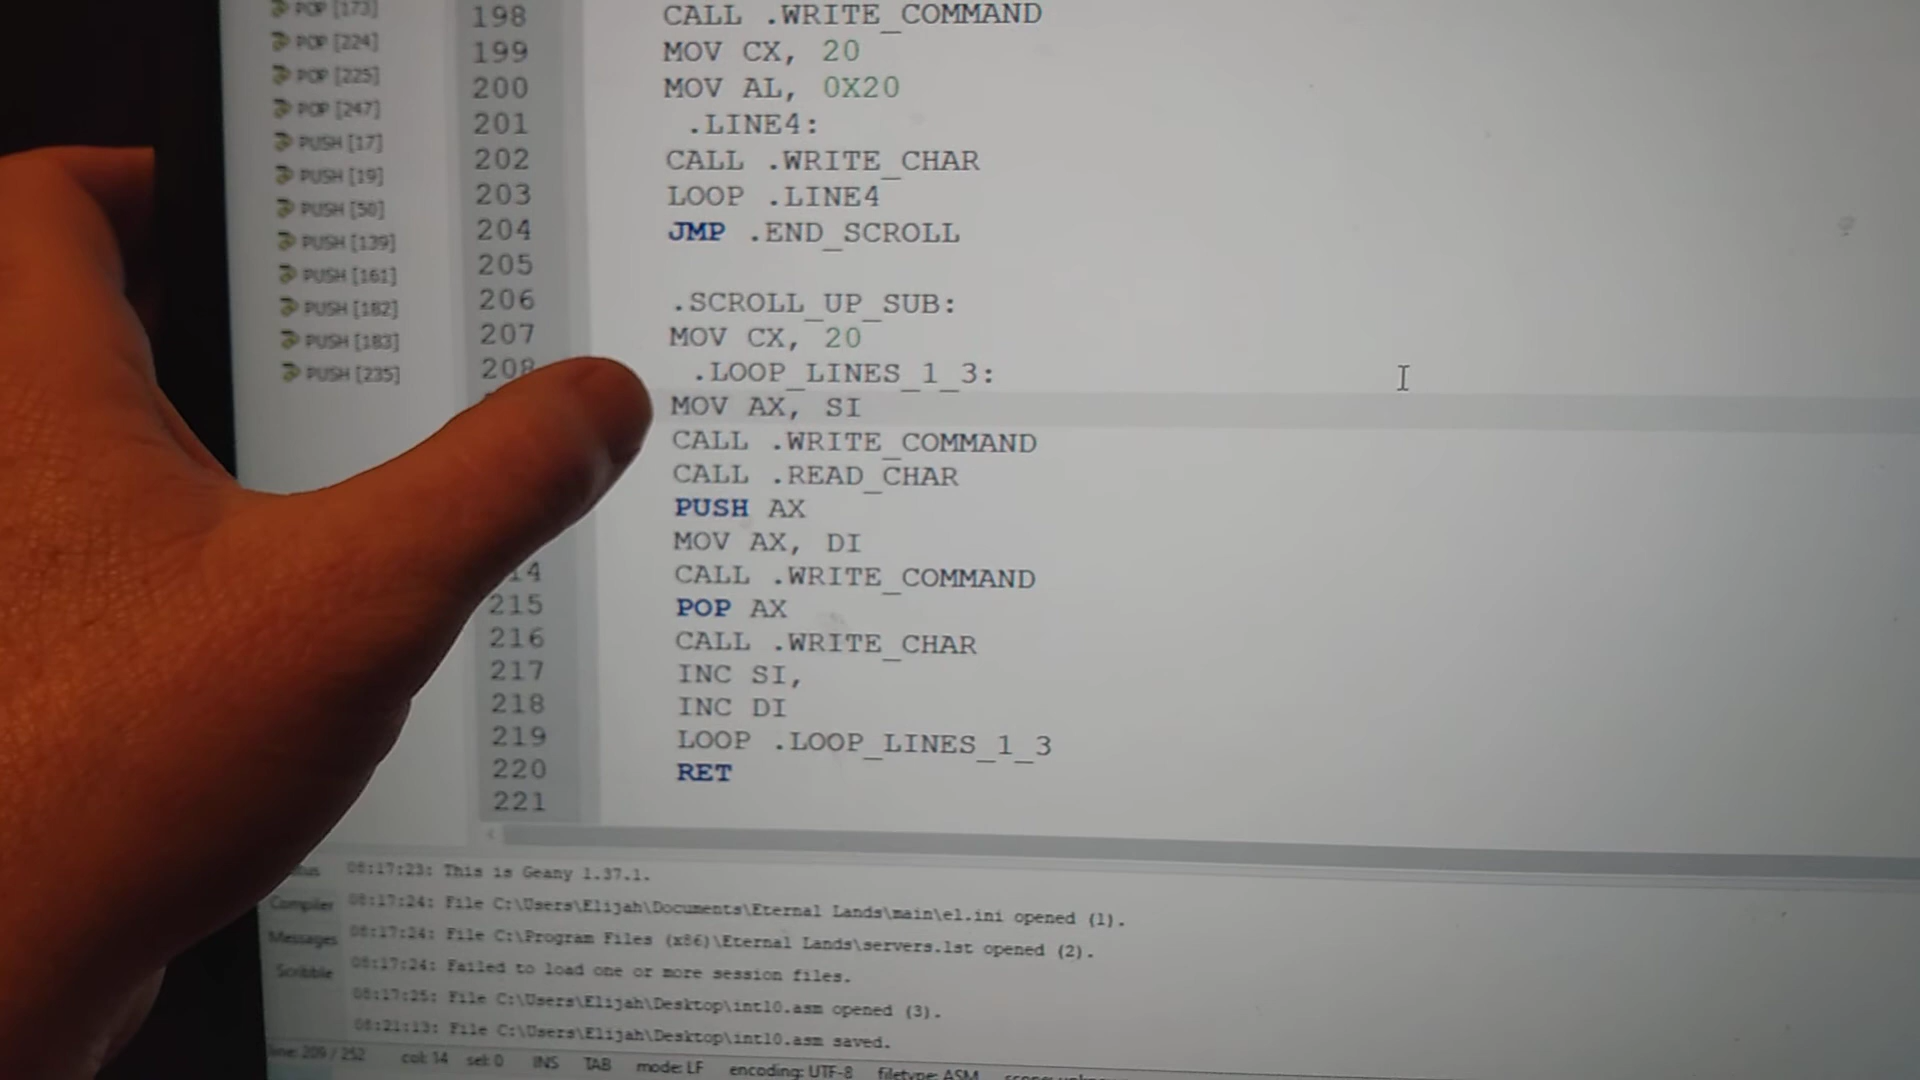 POP [173]
POP [224]
POP [225]
POP [247]
PUSH [17]
PUSH [19]
PUSH [50]
PUSH [139]
PUSH [161]
PUSH [182]
PUSH [183]
PUSH [235]
198 CALL .WRITE_COMMAND
199 MOV CX, 20
200 MOV AL, 0X20
201 .LINE4:
202 CALL .WRITE_CHAR
203 LOOP .LINE4
204 JMP .END_SCROLL
205
206 .SCROLL_UP_SUB:
207 MOV CX, 20
208 .LOOP_LINES_1_3:
MOV AX, SI
CALL .WRITE_COMMAND
CALL .READ_CHAR
PUSH AX
MOV AX, DI
14 CALL .WRITE_COMMAND
215 POP AX
216 CALL .WRITE_CHAR
217 INC SI,
218 INC DI
219 LOOP .LOOP_LINES_1_3
220 RET
221
08:17:23: This is Geany 1.37.1.
Compiler 08:17:24: File C:\Users\Elijah\Documents\Eternal Lands\main\el.ini opened (1).
Messages 08:17:24: File C:\Program Files (x86)\Eternal Lands\servers.lst opened (2).
Scribble 08:17:24: Failed to load one or more session files.
08:17:25: File C:\Users\Elijah\Desktop\int10.asm opened (3).
08:21:13: File C:\Users\Elijah\Desktop\int10.asm saved.
line: 209 / 252 col: 14 sel: 0 INS TAB mode: LF encoding: UTF-8 filetype: ASM